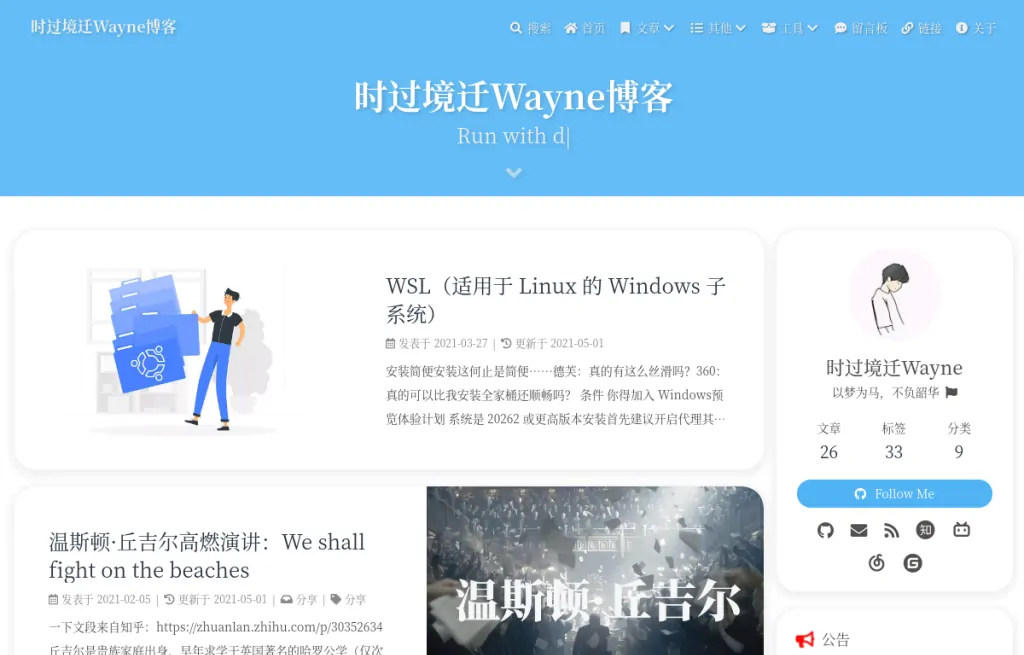 时过境迁Wayne博客
搜索 首页 文章 其他 工具 留言板 链接 关于
时过境迁Wayne博客
Run with d|
WSL（适用于 Linux 的 Windows 子
系统）
发表于 2021-03-27 | 更新于 2021-05-01
安装简便安装这何止是简便……德芙：真的有这么丝滑吗？360：
真的可以比我安装全家桶还顺畅吗？ 条件 你得加入 Windows预
览体验计划 系统是 20262 或更高版本安装首先建议开启代理其…
温斯顿·丘吉尔高燃演讲：We shall
fight on the beaches
发表于 2021-02-05 | 更新于 2021-05-01 | 分享 | 分享
一下文段来自知乎：https://zhuanlan.zhihu.com/p/30352634
丘吉尔是贵族家庭出身，早年求学于英国著名的哈罗公学（仅次
温斯顿·丘吉尔
时过境迁Wayne
以梦为马，不负韶华
文章 标签 分类
26 33 9
Follow Me
知
公告